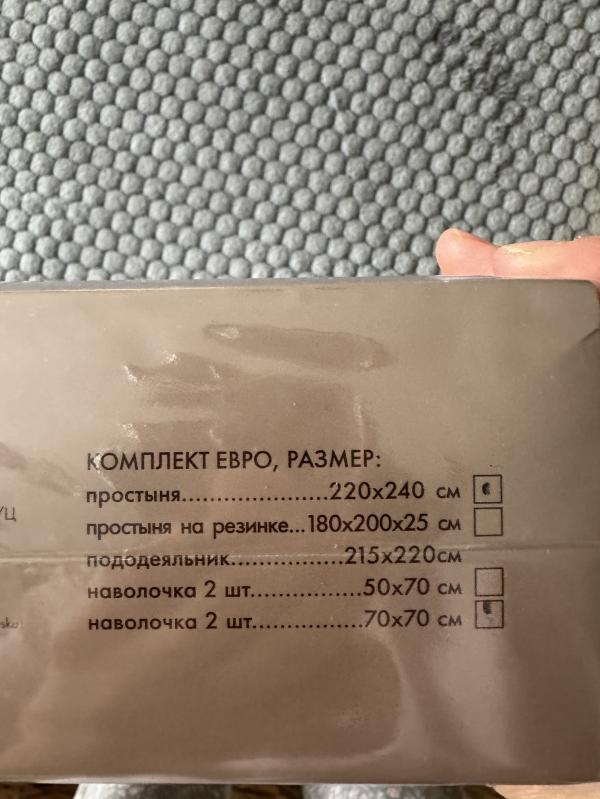 КОМПЛЕКТ ЕВРО, РАЗМЕР:
простыня.....................220х240 см
простыня на резинке...180х200х25 см
пододеяльник................215х220см
наволочка 2 шт...............50х70 см
наволочка 2 шт...............70х70 см